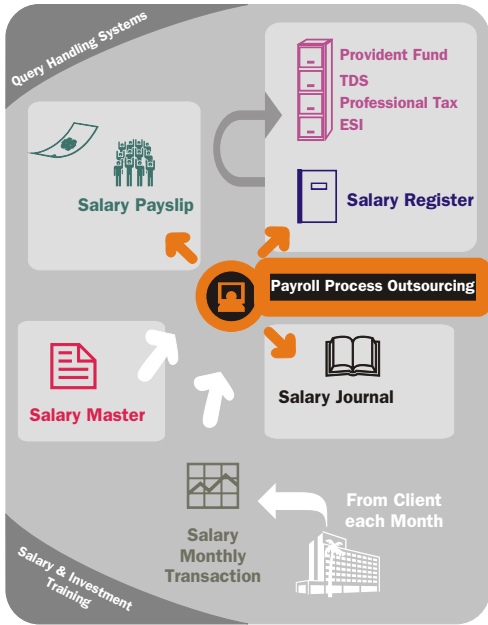 Query Handling Systems
Provident Fund
TDS
Professional Tax
ESI
Salary Payslip
Salary Register
Payroll Process Outsourcing
Salary Master
Salary Journal
Salary
Monthly
Transaction
From Client
each Month
Salary & Investment
Training